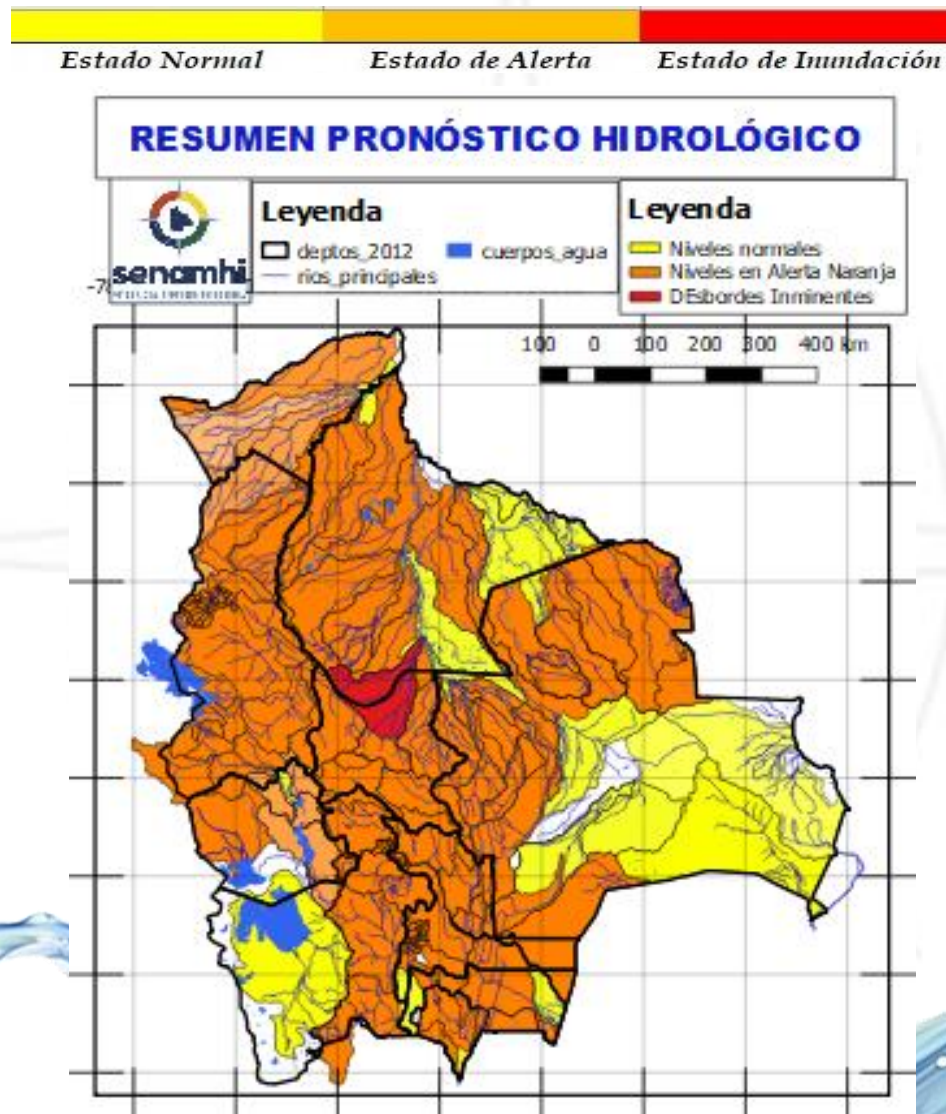 Estado Normal Estado de Alerta Estado de Inundación
RESUMEN PRONÓSTICO HIDROLÓGICO
senamhi
Leyenda
deptos_2012 cuerpos_agua
rios_principales
Leyenda
Niveles normales
Niveles en Alerta Naranja
DEsbordes Inminentes
100 0 100 200 300 400 km